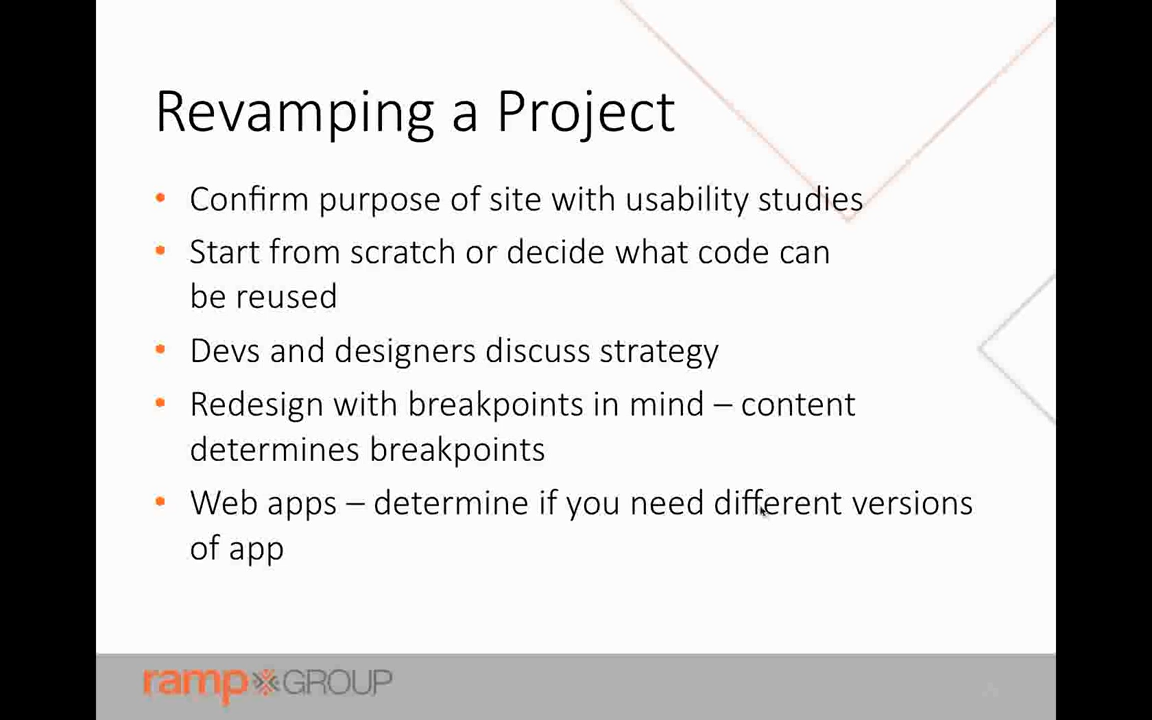 Revamping a Project
• Confirm purpose of site with usability studies
• Start from scratch or decide what code can
be reused
• Devs and designers discuss strategy
• Redesign with breakpoints in mind – content
determines breakpoints
• Web apps – determine if you need different versions
of app
ramp GROUP